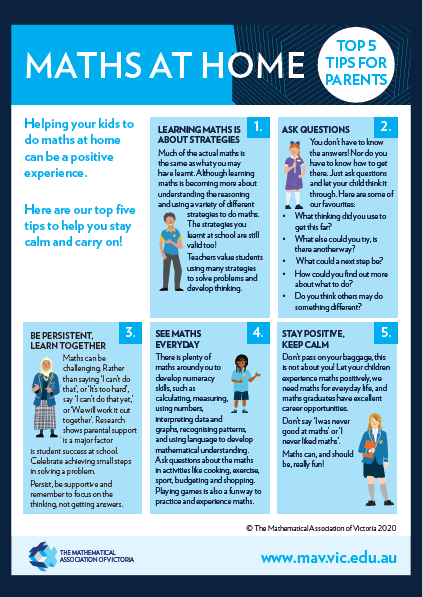 MATHS AT HOME
TOP 5
TIPS FOR
PARENTS
Helping your kids to
do maths at home
can be a positive
experience.
Here are our top five
tips to help you stay
calm and carry on!
1.
LEARNING MATHS IS
ABOUT STRATEGIES
Much of the actual maths is
the same as what you may
have learnt. Although learning
maths is becoming more about
understanding the reasoning
and using a variety of different
strategies to do maths.
The strategies you
learnt at school are still
valid too!
Teachers value students
using many strategies
to solve problems and
develop thinking.
2.
ASK QUESTIONS
You don't have to know
the answers! Nor do you
have to know how to get
there. Just ask questions
and let your child think it
through. Here are some of
our favourites:
• What thinking did you use to
get this far?
• What else could you try, is
there another way?
• What could a next step be?
• How could you find out more
about what to do?
• Do you think others may do
something different?
3.
BE PERSISTENT,
LEARN TOGETHER
Maths can be
challenging. Rather
than saying 'I can't do
that', or 'It's too hard',
say 'I can't do that yet,'
or 'We will work it out
together'. Research
shows parental support
is a major factor
is student success at school.
Celebrate achieving small steps
in solving a problem.
Persist, be supportive and
remember to focus on the
thinking, not getting answers.
4.
SEE MATHS
EVERYDAY
There is plenty of
maths around you to
develop numeracy
skills, such as
calculating, measuring,
using numbers,
interpreting data and
graphs, recognising patterns,
and using language to develop
mathematical understanding.
Ask questions about the maths
in activities like cooking, exercise,
sport, budgeting and shopping.
Playing games is also a fun way to
practice and experience maths.
5.
STAY POSITIVE,
KEEP CALM
Don't pass on your baggage, this
is not about you! Let your children
experience maths positively, we
need maths for everyday life, and
maths graduates have excellent
career opportunities.
Don't say 'I was never
good at maths' or 'I
never liked maths'.
Maths can, and should
be, really fun!
© The Mathematical Association of Victoria 2020
THE MATHEMATICAL
ASSOCIATION OF VICTORIA
www.mav.vic.edu.au